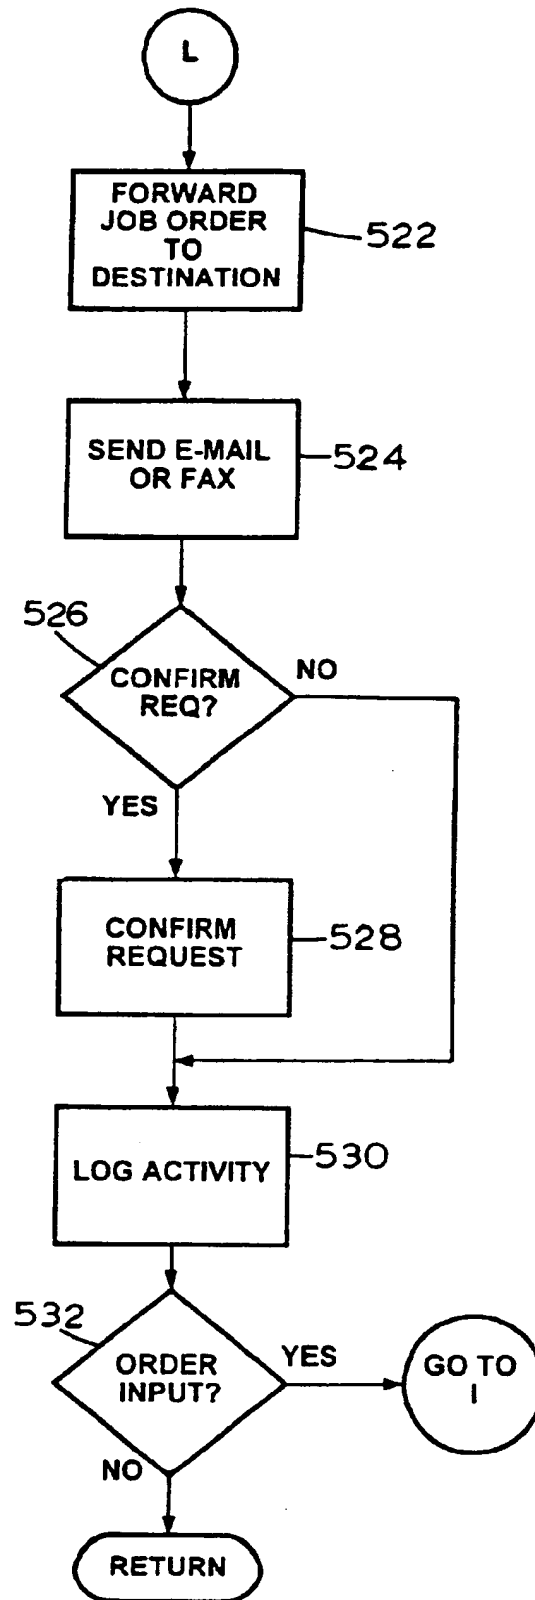 L
FORWARD
JOB ORDER
TO
DESTINATION
522
SEND E-MAIL
OR FAX
524
526
CONFIRM
REQ?
NO
YES
CONFIRM
REQUEST
528
LOG ACTIVITY
530
532
ORDER
INPUT?
YES
GO TO
I
NO
RETURN